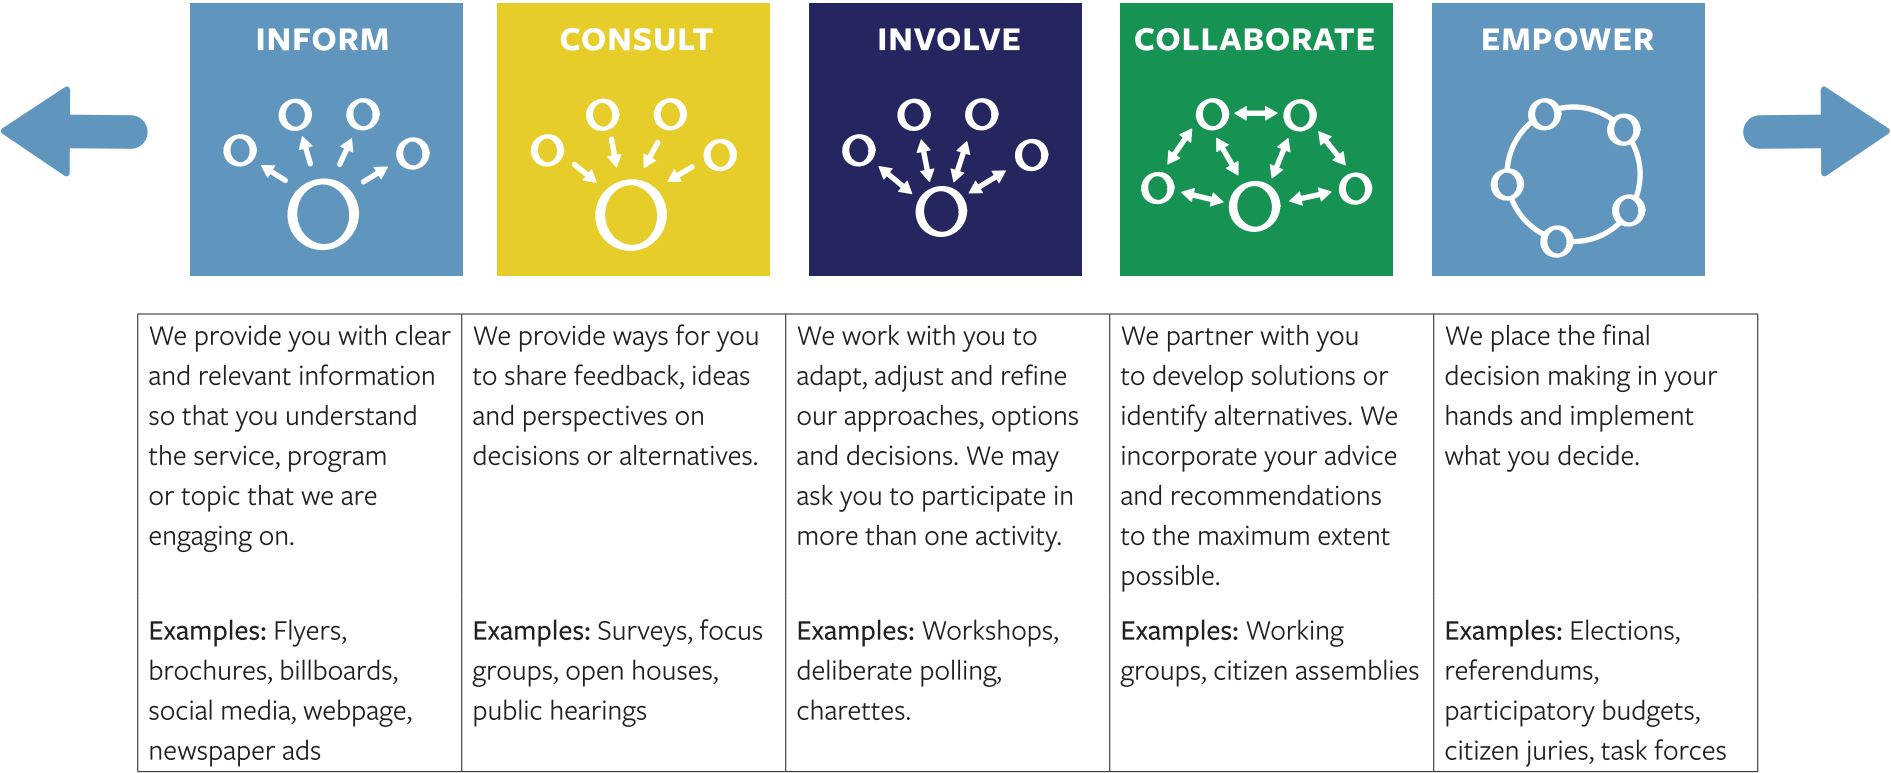 INFORM
CONSULT
INVOLVE
COLLABORATE
EMPOWER
We provide you with clear
and relevant information
so that you understand
the service, program
or topic that we are
engaging on.
Examples: Flyers,
brochures, billboards,
social media, webpage,
newspaper ads
We provide ways for you
to share feedback, ideas
and perspectives on
decisions or alternatives.
Examples: Surveys, focus
groups, open houses,
public hearings
We work with you to
adapt, adjust and refine
our approaches, options
and decisions. We may
ask you to participate in
more than one activity.
Examples: Workshops,
deliberate polling,
charettes.
We partner with you
to develop solutions or
identify alternatives. We
incorporate your advice
and recommendations
to the maximum extent
possible.
Examples: Working
groups, citizen assemblies
We place the final
decision making in your
hands and implement
what you decide.
Examples: Elections,
referendums,
participatory budgets,
citizen juries, task forces